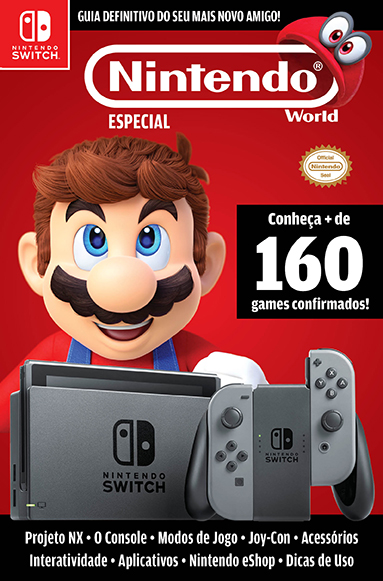 GUIA DEFINITIVO DO SEU MAIS NOVO AMIGO!
NINTENDO
SWITCH
Nintendo®
World
ESPECIAL
Official
Nintendo
Seal
Conheça + de
160
games confirmados!
NINTENDO
SWITCH
NINTENDO
SWITCH
Projeto NX • O Console • Modos de Jogo • Joy-Con • Acessórios
Interatividade • Aplicativos • Nintendo eShop • Dicas de Uso